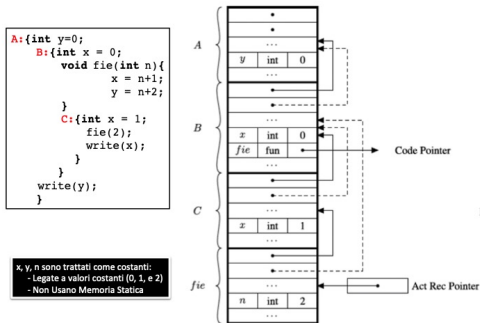 A:{int y=0;
B:{int x = 0;
void fie(int n){
x = n+1;
y = n+2;
}
C:{int x = 1;
fie(2);
write(x);
}
}
write(y);
}
x, y, n sono trattati come costanti:
- Legate a valori costanti (0, 1, e 2)
- Non Usano Memoria Statica
A
...
y int 0
...
B
...
x int 0
fie fun
Code Pointer
...
C
...
x int 1
...
fie
...
Act Rec Pointer
n int 2
...